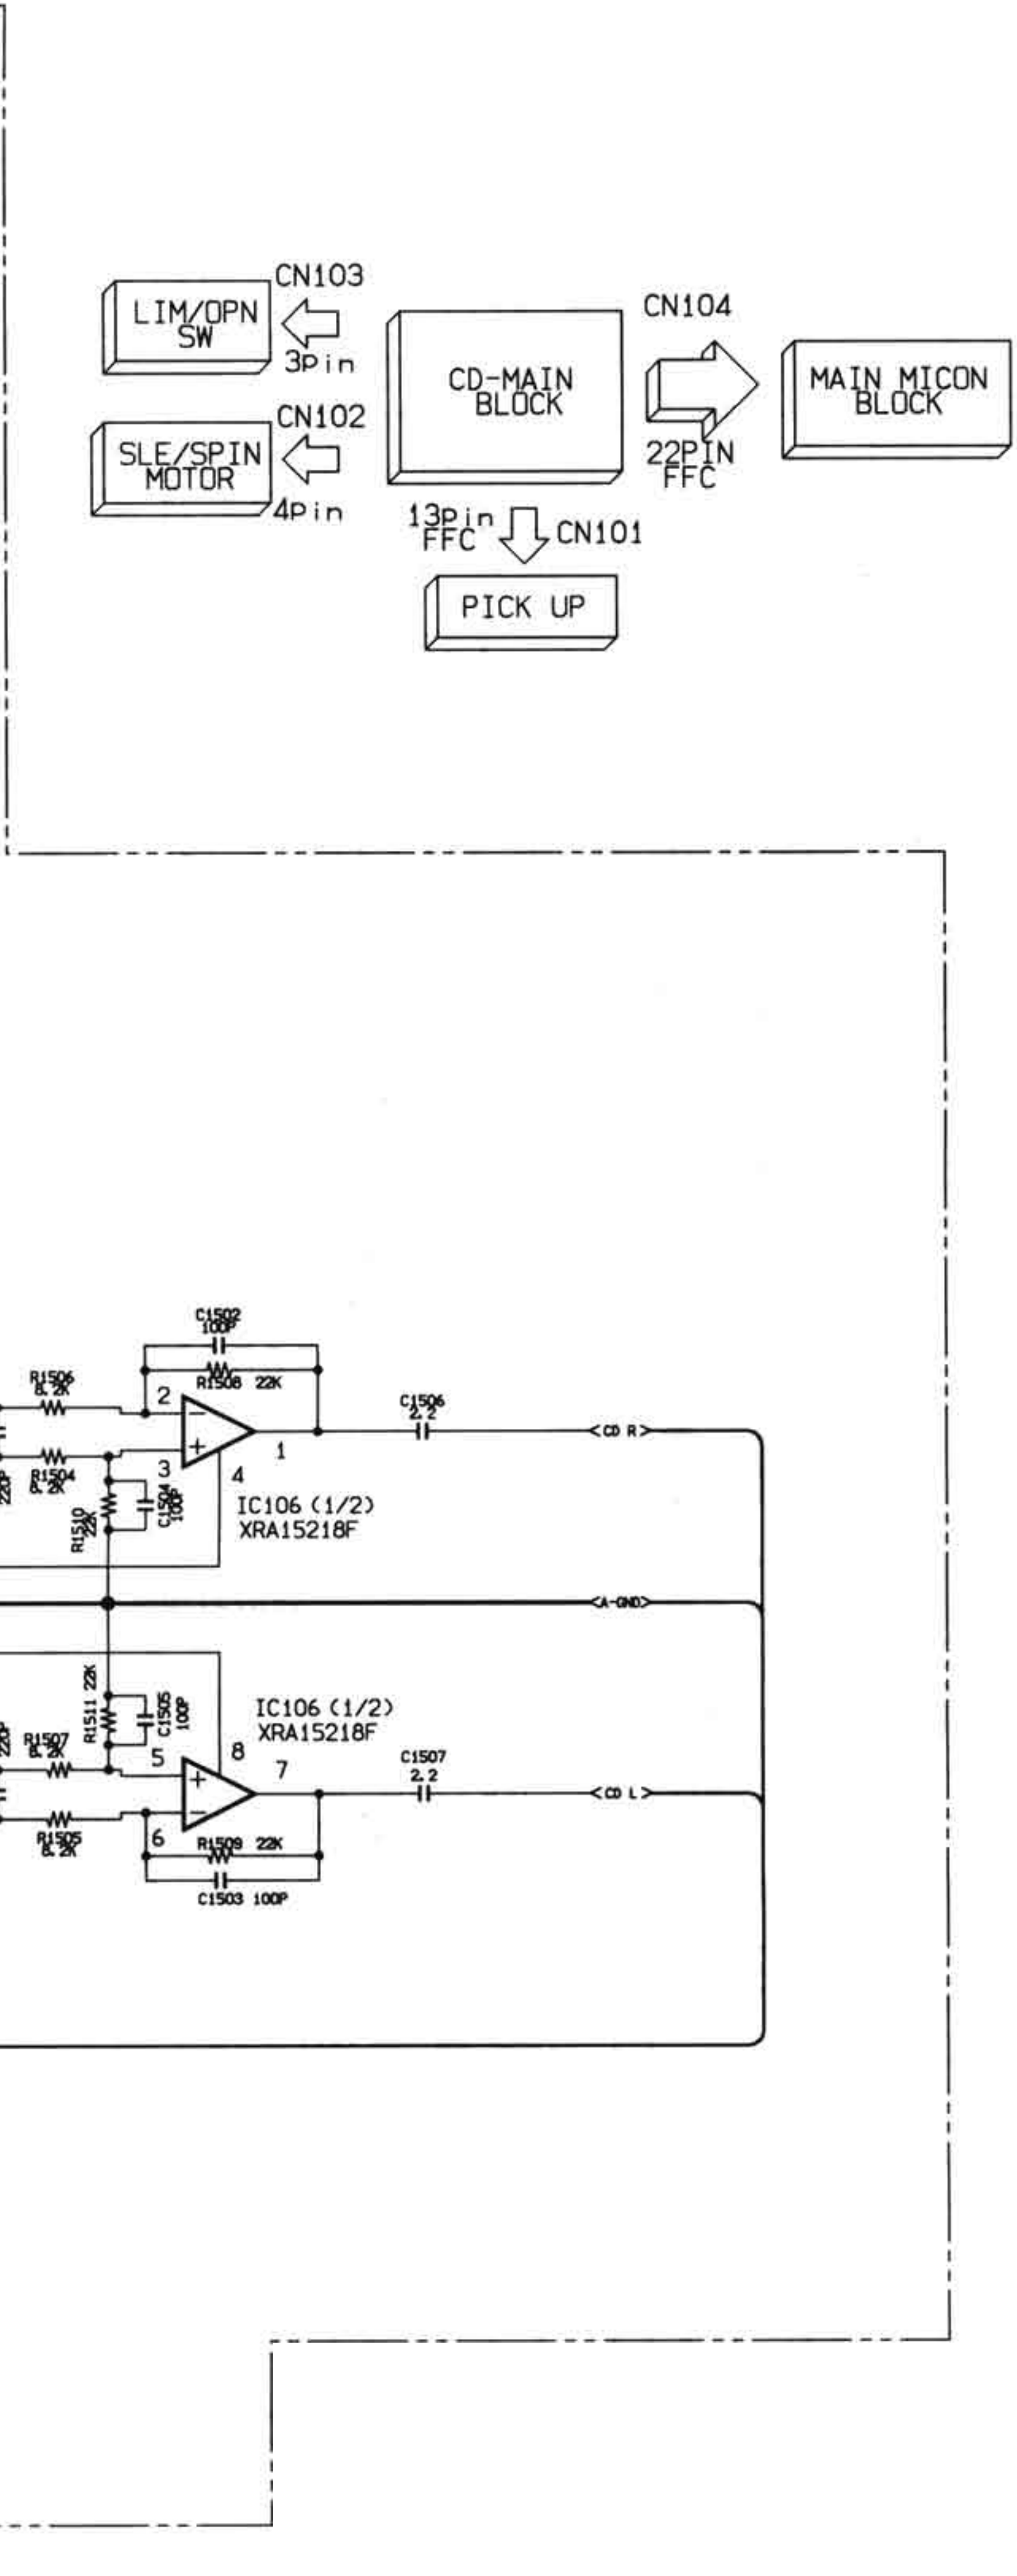 CN103
LIM/OPN
SW
3Pin
CN104
CD-MAIN
BLOCK
MAIN MICON
BLOCK
CN102
SLE/SPIN
MOTOR
4Pin
22PIN
FFC
13Pin
FFC
CN101
PICK UP
C1502
100P
R1508 22K
R1506
8.2K
2
C1506
2.2
<CD R>
1
R1504
8.2K
220P
3
4
C1504
100P
R1510
22K
IC106 (1/2)
XRA15218F
<A-GND>
R1511 22K
C1505
100P
IC106 (1/2)
XRA15218F
220P
R1507
8.2K
5
8
7
C1507
2.2
<CD L>
R1505
8.2K
6
R1509 22K
C1503 100P